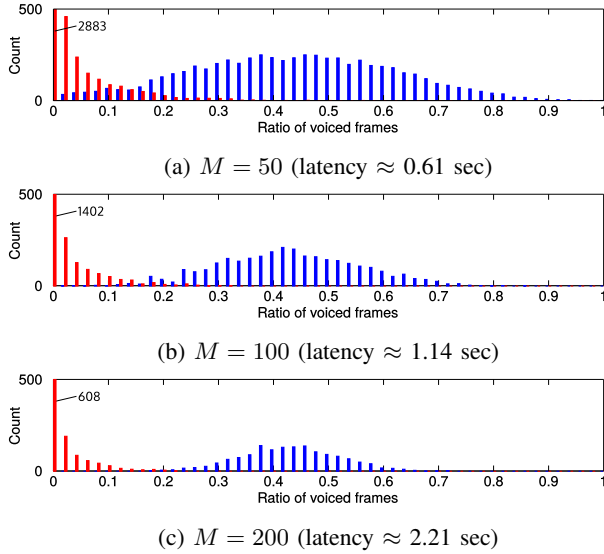 500
2883
Count
0
0 0.1 0.2 0.3 0.4 0.5 0.6 0.7 0.8 0.9 1
Ratio of voiced frames
(a) M = 50 (latency ≈ 0.61 sec)
500
1402
Count
0
0 0.1 0.2 0.3 0.4 0.5 0.6 0.7 0.8 0.9 1
Ratio of voiced frames
(b) M = 100 (latency ≈ 1.14 sec)
500
608
Count
0
0 0.1 0.2 0.3 0.4 0.5 0.6 0.7 0.8 0.9 1
Ratio of voiced frames
(c) M = 200 (latency ≈ 2.21 sec)